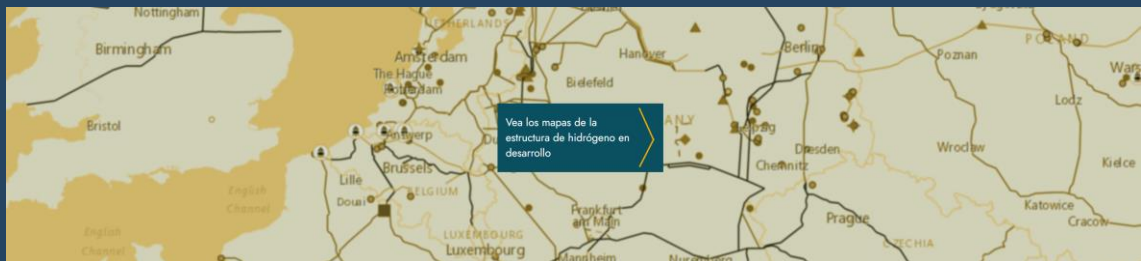 Nottingham
Birmingham
Bristol
English
Channel
English
Channel
Amsterdam
The Hague
Rotterdam
Antwerp
Brussels
BELGIUM
Lille
Douai
LUXEMBOURG
Luxembourg
Hanover
Bielefeld
Vea los mapas de la
estructura de hidrógeno en
desarrollo
Frankfurt
am Main
Mannheim
Berlin
Dresden
Chemnitz
Prague
CZECHIA
Poznan
POLAND
Lodz
Wroclaw
Kielce
Katowice
Cracow